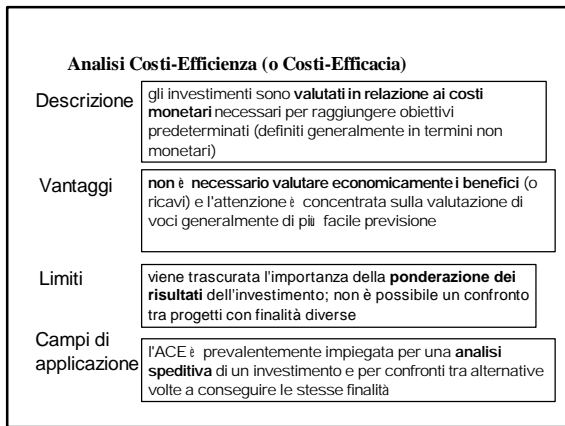 Analisi Costi-Efficienza (o Costi-Efficacia)
Descrizione
gli investimenti sono valutati in relazione ai costi
monetari necessari per raggiungere obiettivi
predeterminati (definiti generalmente in termini non
monetari)
Vantaggi
non è necessario valutare economicamente i benefici (o
ricavi) e l'attenzione è concentrata sulla valutazione di
voci generalmente di più facile previsione
Limiti
viene trascurata l'importanza della ponderazione dei
risultati dell'investimento; non è possibile un confronto
tra progetti con finalità diverse
Campi di
applicazione
l'ACE è prevalentemente impiegata per una analisi
speditiva di un investimento e per confronti tra alternative
volte a conseguire le stesse finalità